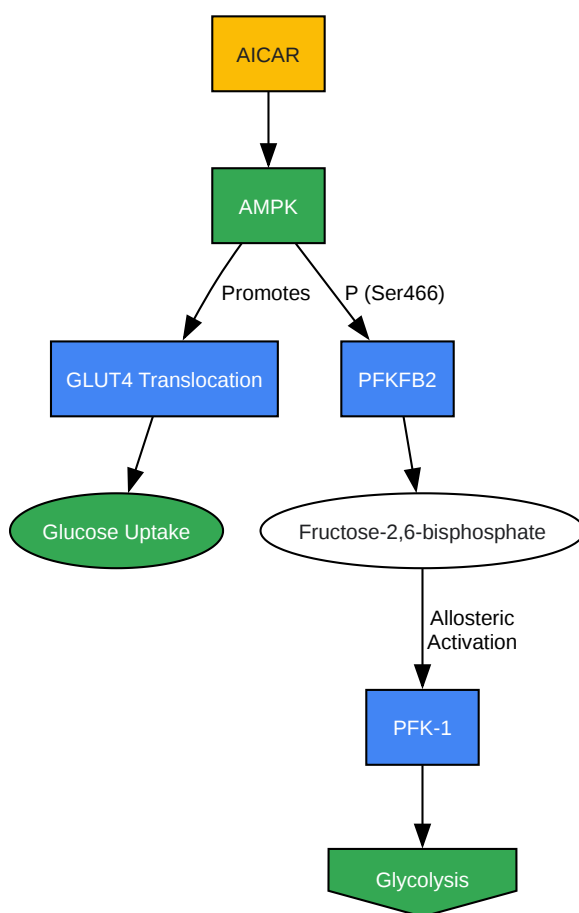 AICAR
AMPK
Promotes
P (Ser466)
GLUT4 Translocation
PFKFB2
Glucose Uptake
Fructose-2,6-bisphosphate
Allosteric
Activation
PFK-1
Glycolysis